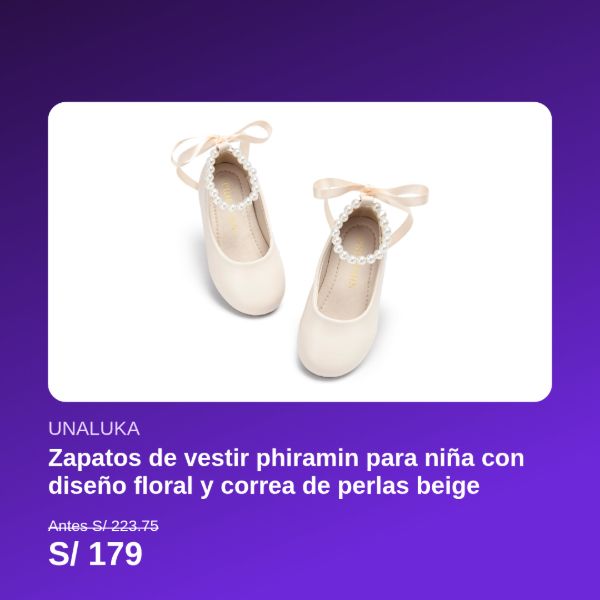 UNALUKA
Zapatos de vestir phiramin para niña con
diseño floral y correa de perlas beige
Antes S/ 223.75
S/ 179